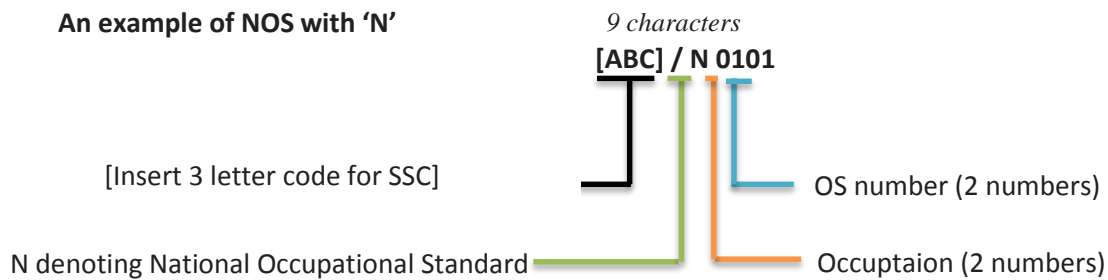 An example of NOS with ‘N’
9 characters
[ABC] / N 0101
[Insert 3 letter code for SSC]
OS number (2 numbers)
N denoting National Occupational Standard
Occuptaion (2 numbers)